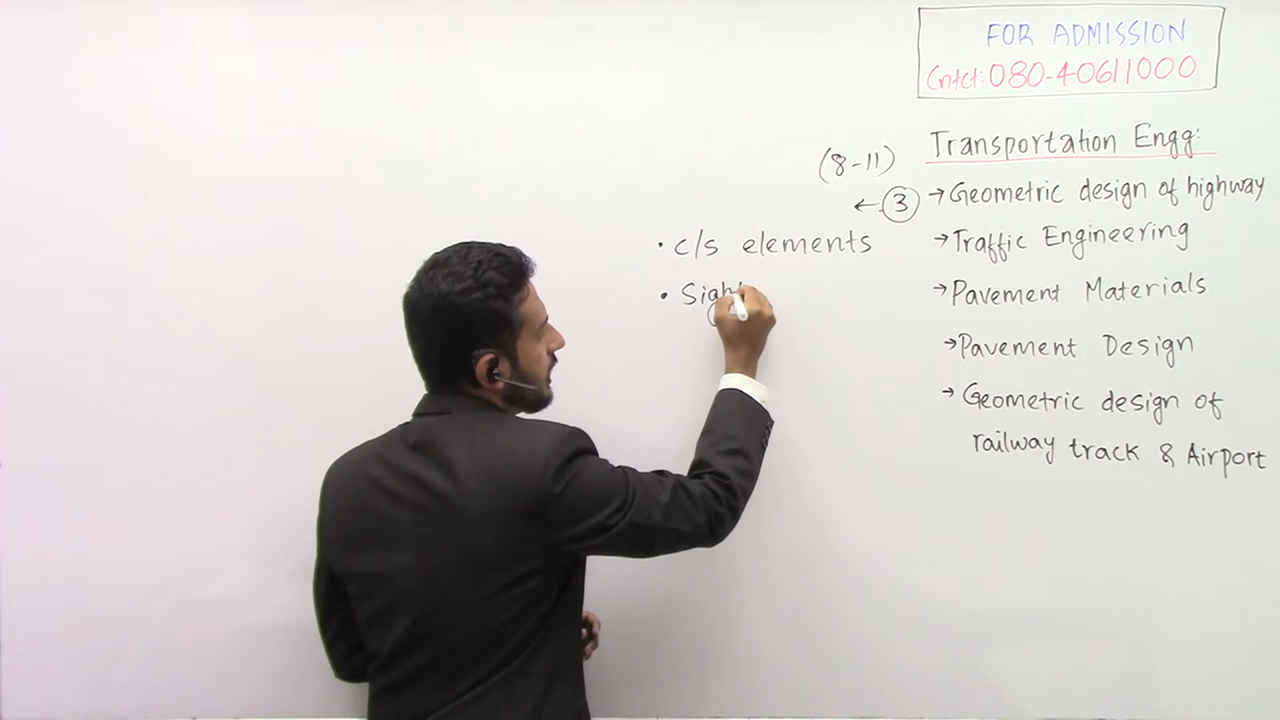 FOR ADMISSION
Cntct: 080-40611000
Transportation Engg:
(8-11)
← ③ → Geometric design of highway
• c/s elements
→ Traffic Engineering
• Sigh
→ Pavement Materials
→ Pavement Design
→ Geometric design of
railway track & Airport